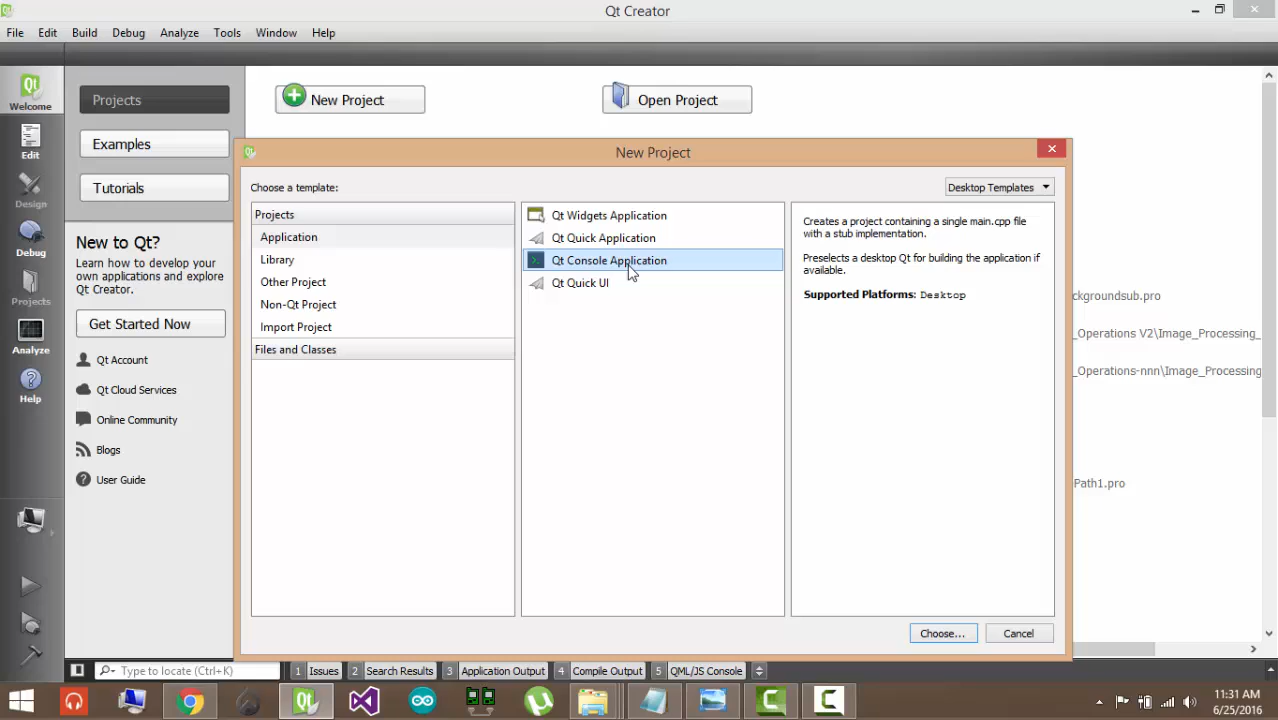 Qt Creator
File Edit Build Debug Analyze Tools Window Help
Qt
Welcome
Edit
Design
Debug
Projects
Analyze
Help
Projects
Examples
Tutorials
New to Qt?
Learn how to develop your
own applications and explore
Qt Creator.
Get Started Now
Qt Account
Qt Cloud Services
Online Community
Blogs
User Guide
New Project
Open Project
ckgroundsub.pro
_Operations V2\Image_Processing_
_Operations-nnn\Image_Processing
Path1.pro
New Project
Choose a template:
Desktop Templates
Projects
Application
Library
Other Project
Non-Qt Project
Import Project
Files and Classes
Qt Widgets Application
Qt Quick Application
Qt Console Application
Qt Quick UI
Creates a project containing a single main.cpp file
with a stub implementation.
Preselects a desktop Qt for building the application if
available.
Supported Platforms: Desktop
Choose...
Cancel
Type to locate (Ctrl+K)
1 Issues 2 Search Results 3 Application Output 4 Compile Output 5 QML/JS Console
11:31 AM
6/25/2016